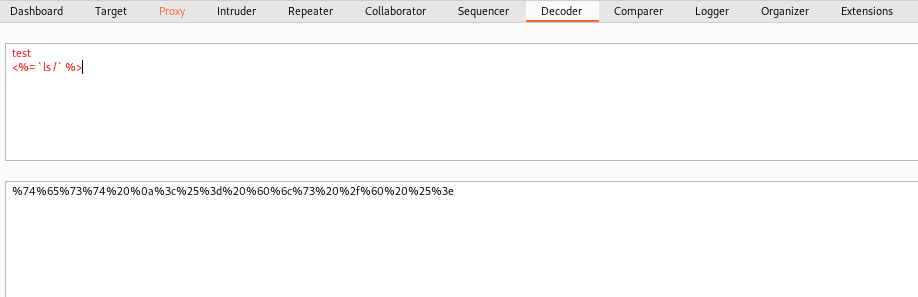 Dashboard Target Proxy Intruder Repeater Collaborator Sequencer Decoder Comparer Logger Organizer Extensions
test
<%= `ls /` %>
%74%65%73%74%20%0a%3c%25%3d%20%60%6c%73%20%2f%60%20%25%3e